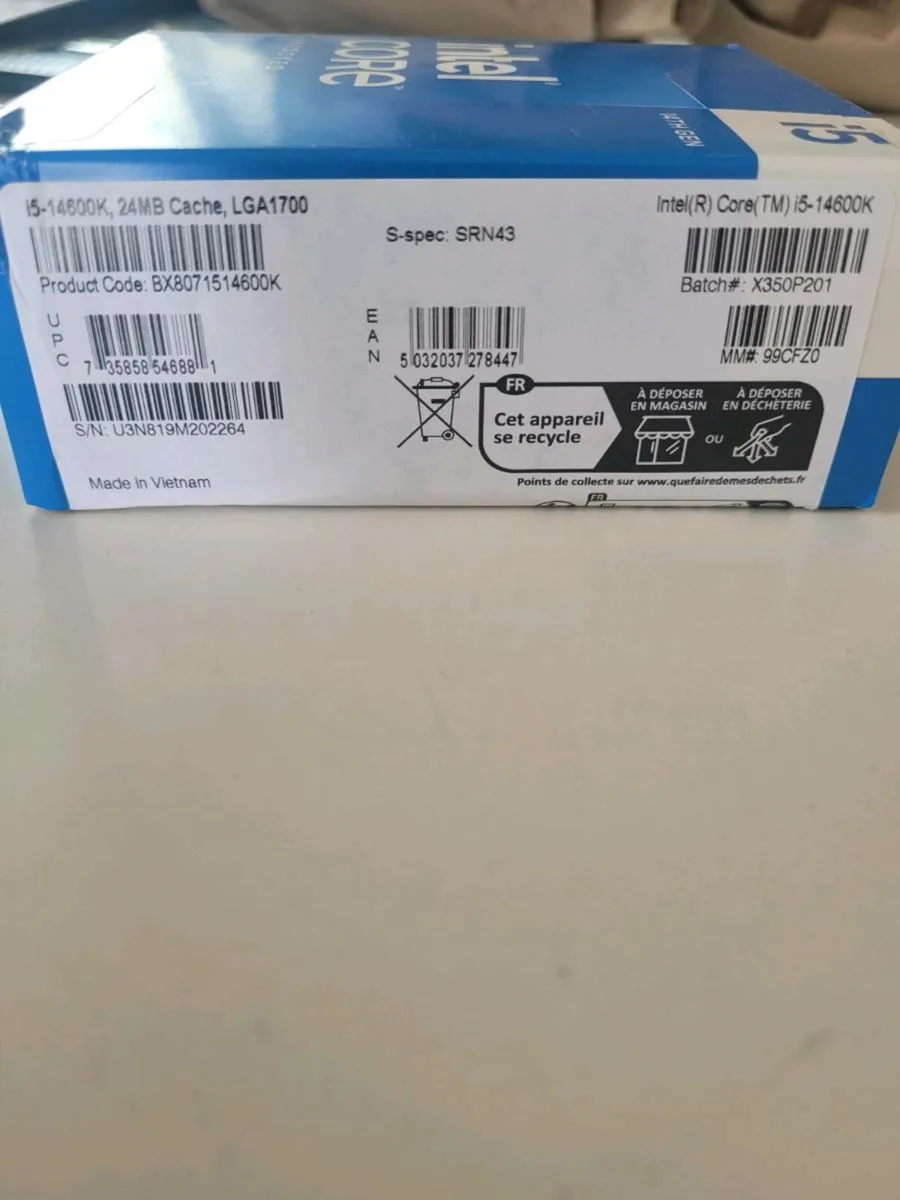 intel
CORE
14TH GEN
i5
i5-14600K, 24MB Cache, LGA1700
Intel(R) Core(TM) i5-14600K
S-spec: SRN43
Product Code: BX8071514600K
Batch#: X350P201
UPC
7 35858 54688 1
EAN
5 032037 278447
MM#: 99CFZ0
S/N: U3N819M202264
FR
Cet appareil
se recycle
À DÉPOSER
EN MAGASIN
OU
À DÉPOSER
EN DÉCHÈTERIE
Made in Vietnam
Points de collecte sur www.quefairedemesdechets.fr
FR